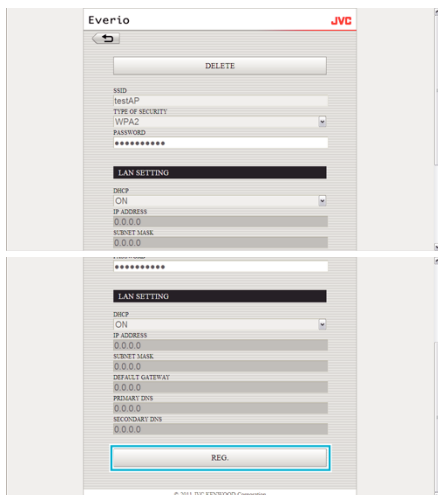 Everio
JVC
DELETE
SSID
testAP
TYPE OF SECURITY
WPA2
PASSWORD
●●●●●●●●●●
LAN SETTING
DHCP
ON
IP ADDRESS
0.0.0.0
SUBNET MASK
0.0.0.0
●●●●●●●●●●
LAN SETTING
DHCP
ON
IP ADDRESS
0.0.0.0
SUBNET MASK
0.0.0.0
DEFAULT GATEWAY
0.0.0.0
PRIMARY DNS
0.0.0.0
SECONDARY DNS
0.0.0.0
REG.